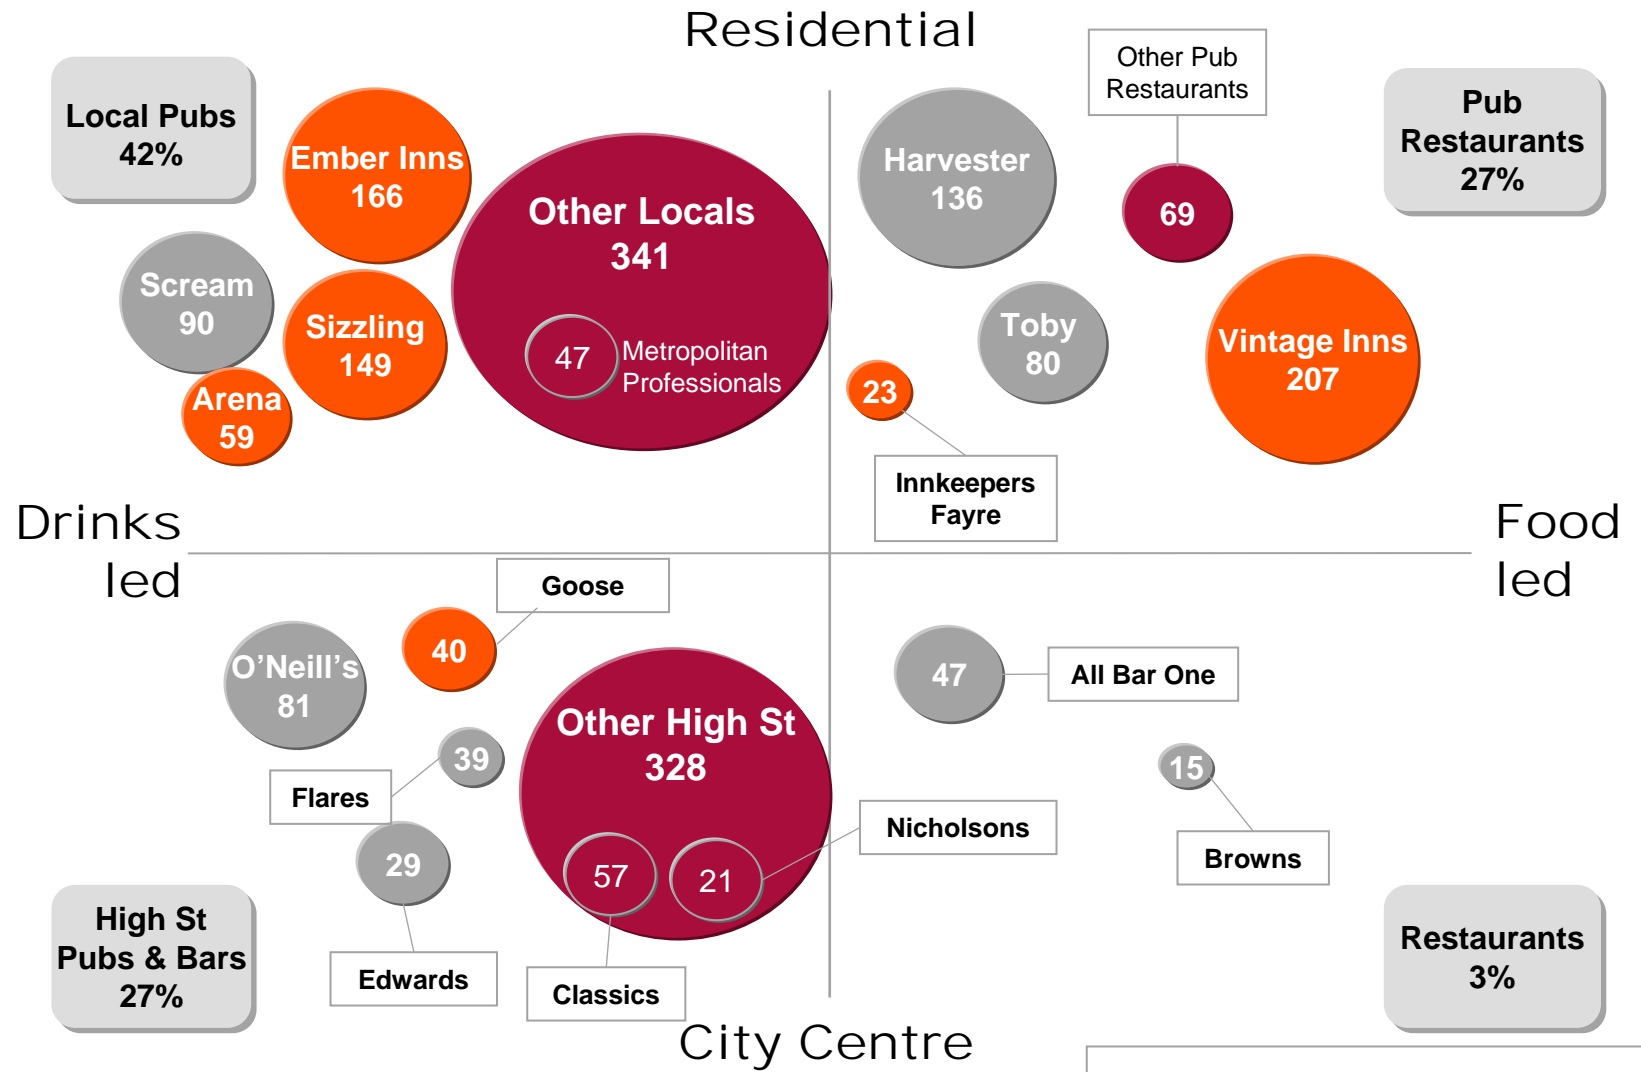 Residential
Local Pubs
42%
Ember Inns
166
Other Locals
341
47
Metropolitan
Professionals
Scream
90
Sizzling
149
Arena
59
Other Pub
Restaurants
69
Harvester
136
Pub
Restaurants
27%
Toby
80
Vintage Inns
207
23
Innkeepers
Fayre
Drinks
led
Food
led
Goose
40
O’Neill’s
81
39
Flares
29
Edwards
Other High St
328
57
21
Classics
Nicholsons
47
All Bar One
15
Browns
High St
Pubs & Bars
27%
Restaurants
3%
City Centre